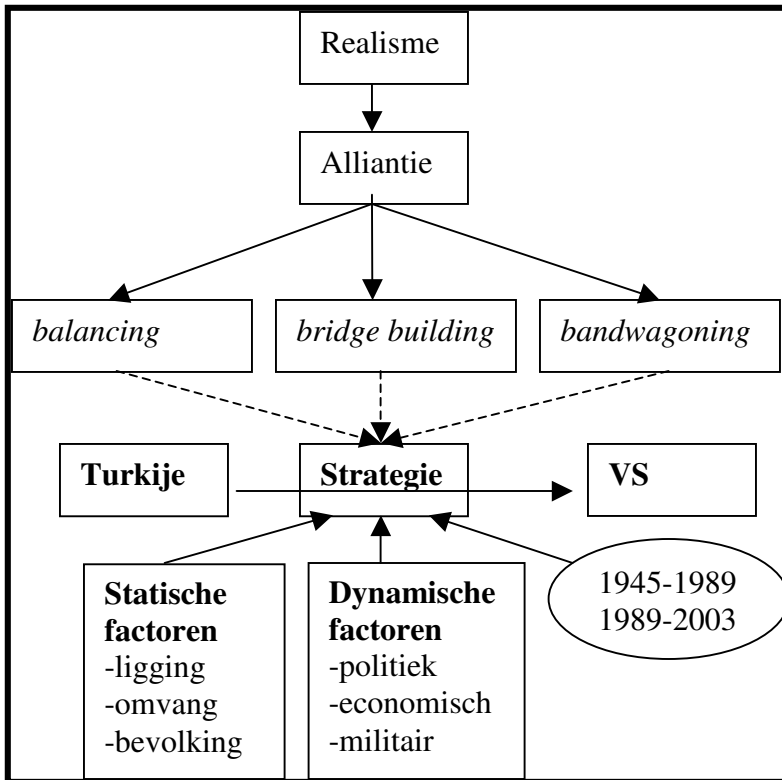 Realisme
Alliantie
balancing
bridge building
bandwagoning
Turkije
Strategie
VS
Statische
factoren
-ligging
-omvang
-bevolking
Dynamische
factoren
-politiek
-economisch
-militair
1945-1989
1989-2003